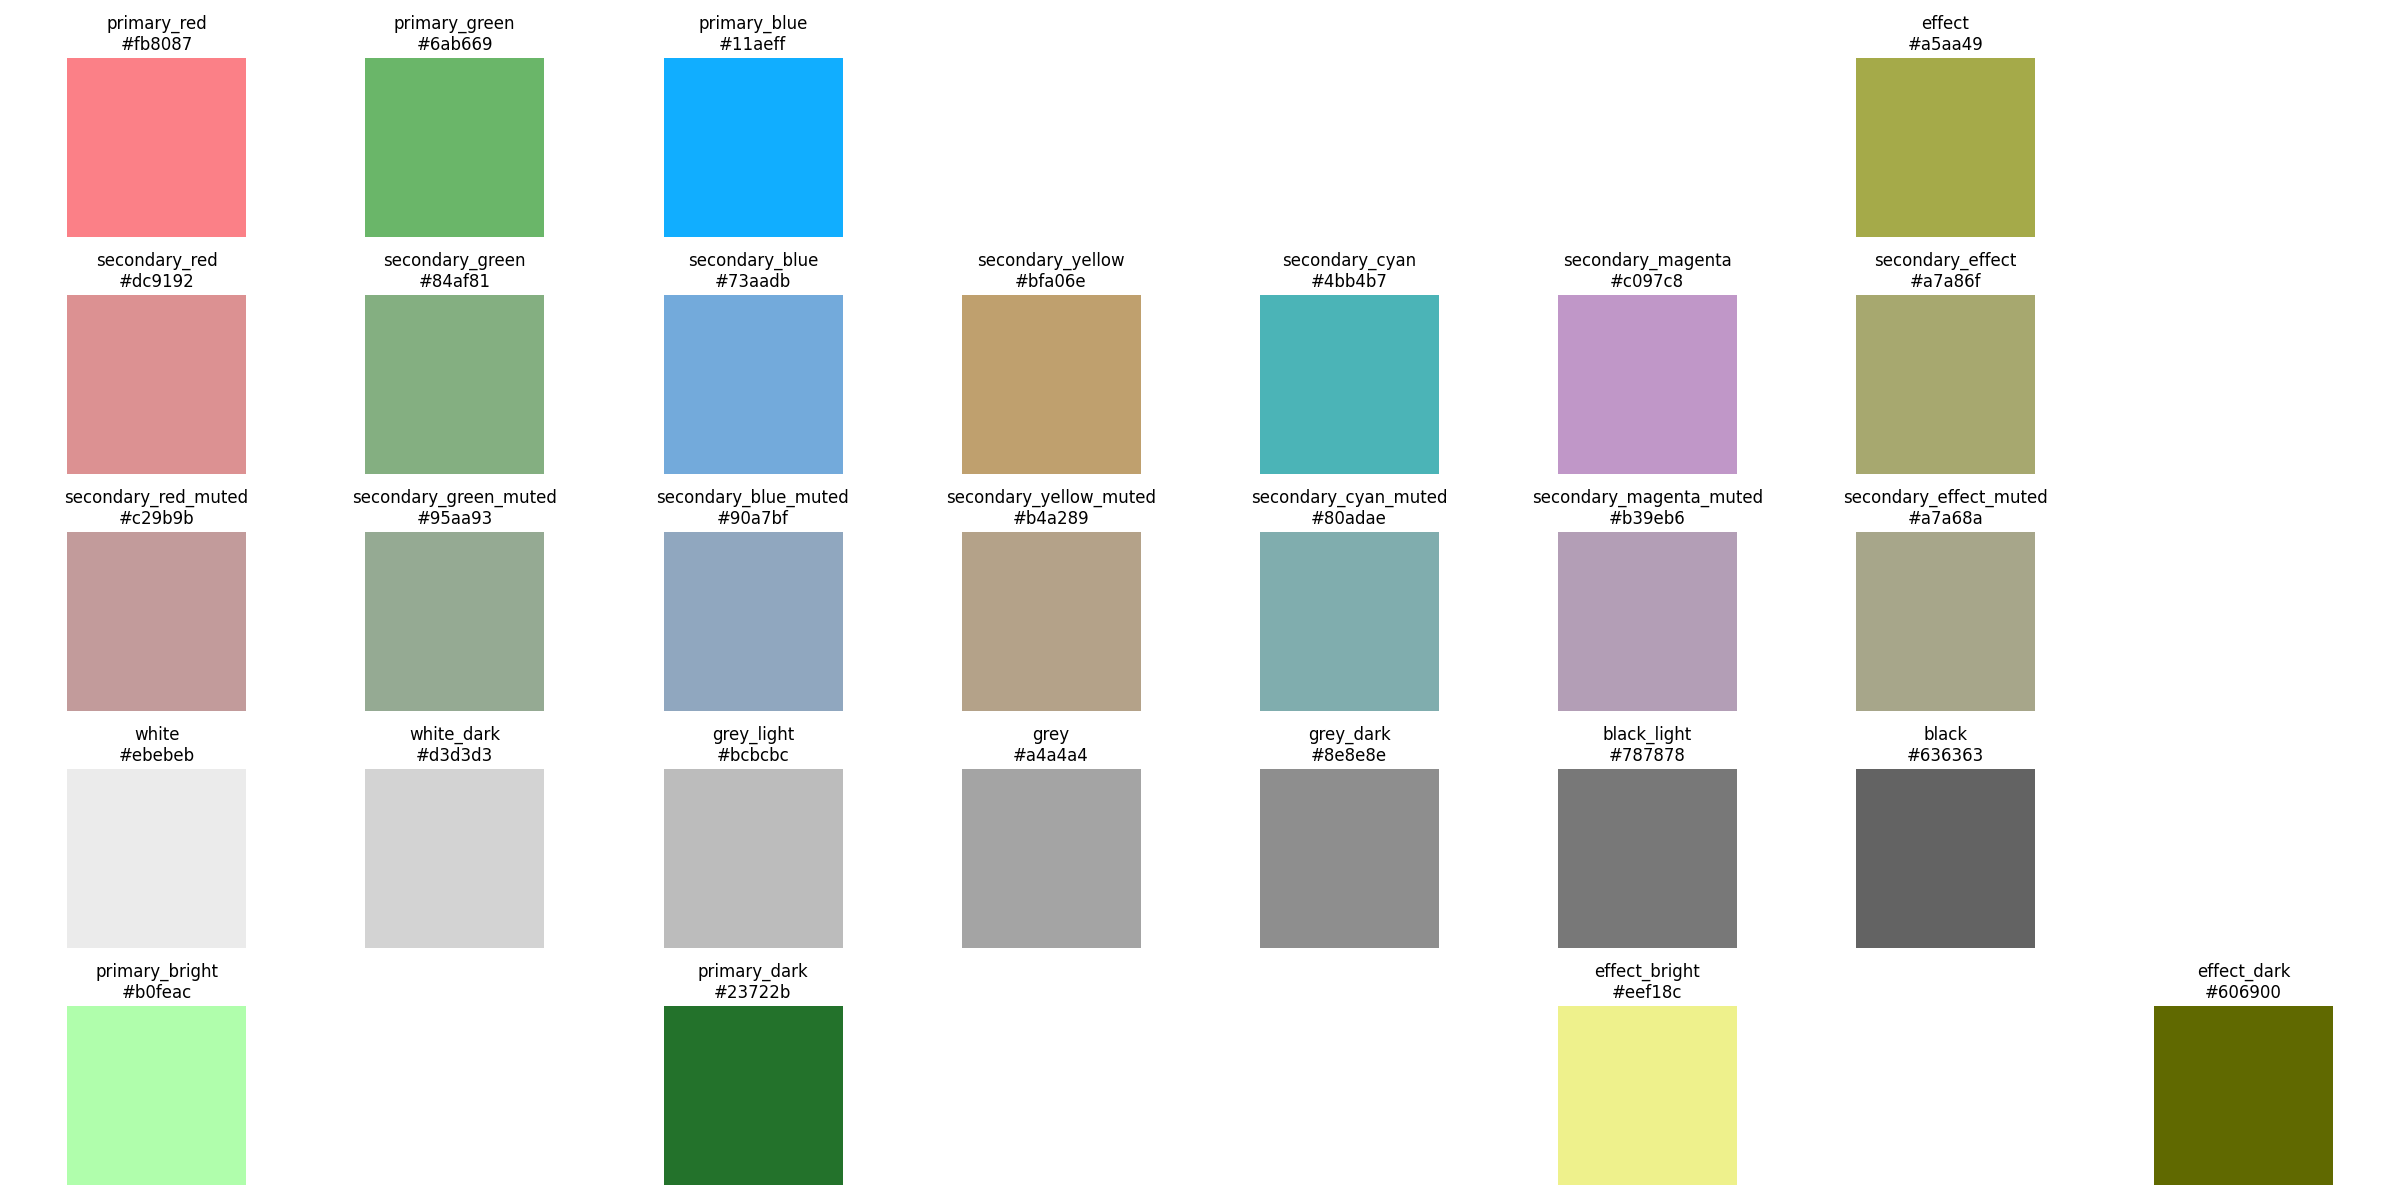 primary_red
#fb8087
primary_green
#6ab669
primary_blue
#11aeff
effect
#a5aa49
secondary_red
#dc9192
secondary_green
#84af81
secondary_blue
#73aadb
secondary_yellow
#bfa06e
secondary_cyan
#4bb4b7
secondary_magenta
#c097c8
secondary_effect
#a7a86f
secondary_red_muted
#c29b9b
secondary_green_muted
#95aa93
secondary_blue_muted
#90a7bf
secondary_yellow_muted
#b4a289
secondary_cyan_muted
#80adae
secondary_magenta_muted
#b39eb6
secondary_effect_muted
#a7a68a
white
#ebebeb
white_dark
#d3d3d3
grey_light
#bcbcbc
grey
#a4a4a4
grey_dark
#8e8e8e
black_light
#787878
black
#636363
primary_bright
#b0feac
primary_dark
#23722b
effect_bright
#eef18c
effect_dark
#606900